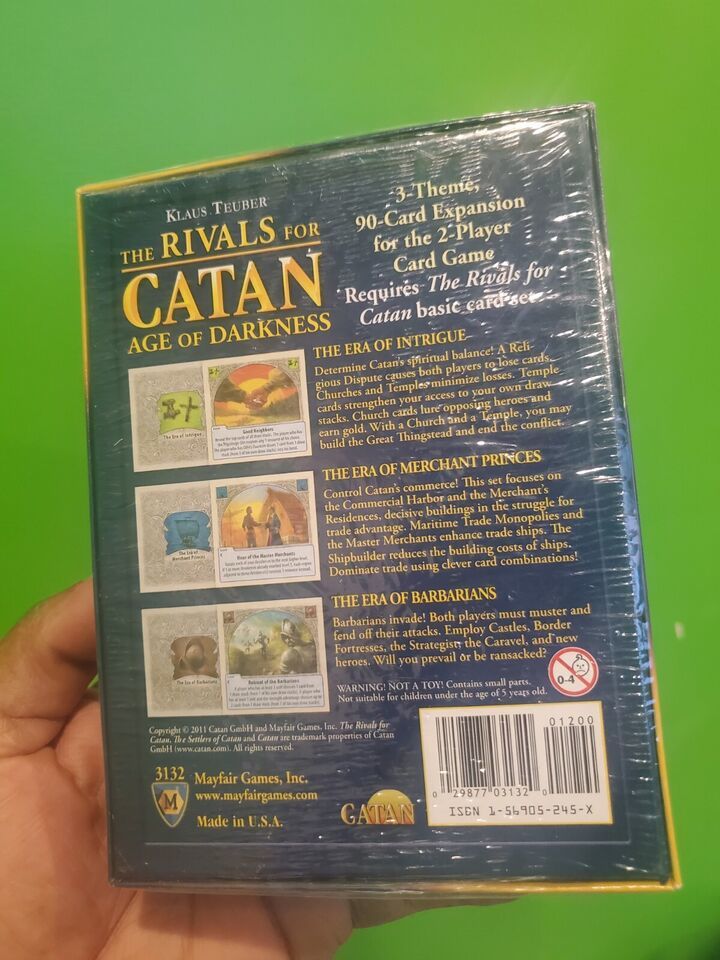 KLAUS TEUBER
THE RIVALS FOR
CATAN
AGE OF DARKNESS
3-Theme,
90-Card Expansion
for the 2-Player
Card Game
Requires The Rivals for
Catan basic card set
THE ERA OF INTRIGUE
Determine Catan's spiritual balance! A Reli-
gious Dispute causes both players to lose cards.
Churches and Temples minimize losses. Temple
cards strengthen your access to your own draw
stacks. Church cards lure opposing heroes and
earn gold. With a Church and a Temple, you may
build the Great Thingstead and end the conflict.
The Era of Intrigue
Good Neighbors
THE ERA OF MERCHANT PRINCES
Control Catan's commerce! This set focuses on
the Commercial Harbor and the Merchant's
Residences, decisive buildings in the struggle for
trade advantage. Maritime Trade Monopolies and
the Master Merchants enhance trade ships. The
Shipbuilder reduces the building costs of ships.
Dominate trade using clever card combinations!
The Era of
Merchant Princes
Hour of the Master Merchants
THE ERA OF BARBARIANS
Barbarians invade! Both players must muster and
fend off their attacks. Employ Castles, Border
Fortresses, the Strategist, the Caravel, and new
heroes. Will you prevail or be ransacked?
The Era of Barbarians
Retreat of the Barbarians
WARNING! NOT A TOY! Contains small parts.
Not suitable for children under the age of 5 years old.
0-4
Copyright © 2011 Catan GmbH and Mayfair Games, Inc. The Rivals for
Catan, The Settlers of Catan and Catan are trademark properties of Catan
GmbH (www.catan.com). All rights reserved.
3132
M
Mayfair Games, Inc.
www.mayfairgames.com
Made in U.S.A.
CATAN
01200
0 29877 03132 0
ISBN 1-56905-245-X